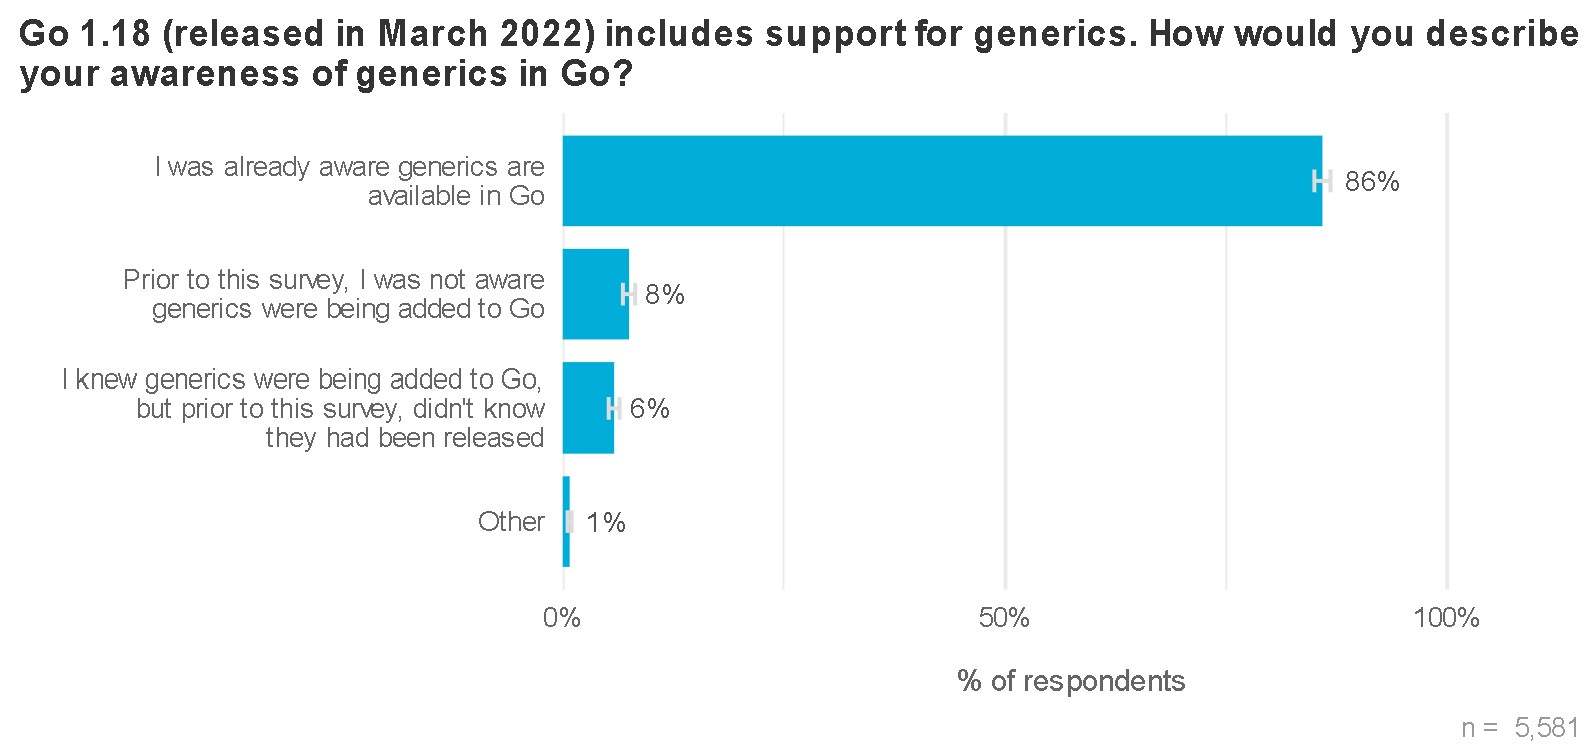 Go 1.18 (released in March 2022) includes support for generics. How would you describe
your awareness of generics in Go?
I was already aware generics are
available in Go
86%
Prior to this survey, I was not aware
generics were being added to Go
8%
I knew generics were being added to Go,
but prior to this survey, didn't know
they had been released
6%
Other
1%
0%
50%
100%
% of respondents
n = 5,581